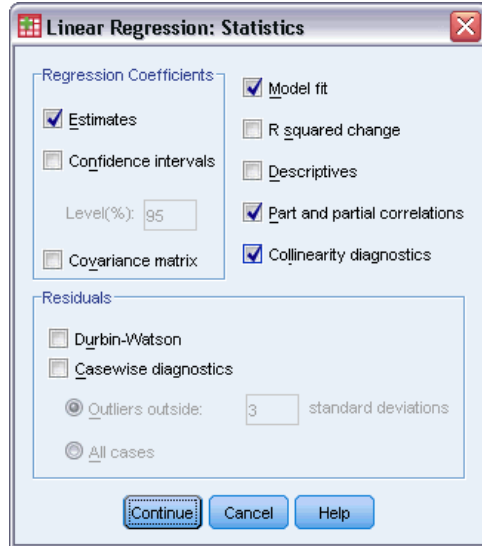 Linear Regression: Statistics
Regression Coefficients
Estimates
Confidence intervals
Level(%): 95
Covariance matrix
Model fit
R squared change
Descriptives
Part and partial correlations
Collinearity diagnostics
Residuals
Durbin-Watson
Casewise diagnostics
Outliers outside: 3 standard deviations
All cases
Continue Cancel Help